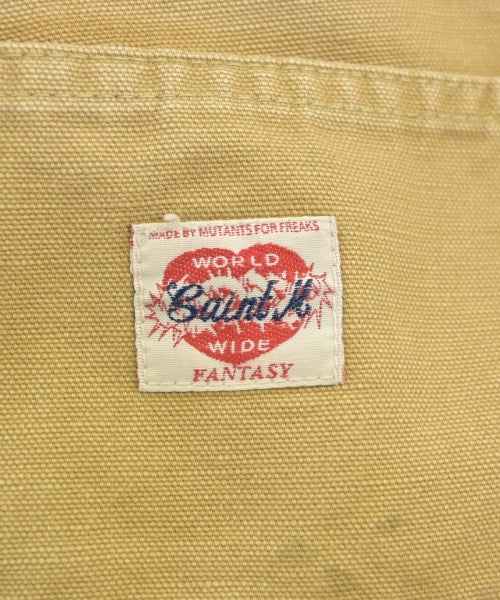 MADE BY MUTANTS FOR FREAKS
WORLD
Saint M
WIDE
FANTASY